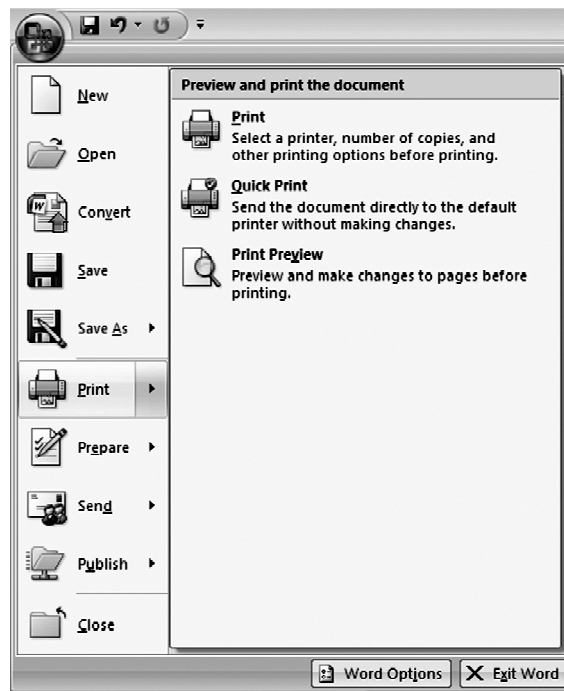 New
Open
Convert
Save
Save As
Print
Prepare
Send
Publish
Close
Preview and print the document
Print
Select a printer, number of copies, and
other printing options before printing.
Quick Print
Send the document directly to the default
printer without making changes.
Print Preview
Preview and make changes to pages before
printing.
Word Options
Exit Word